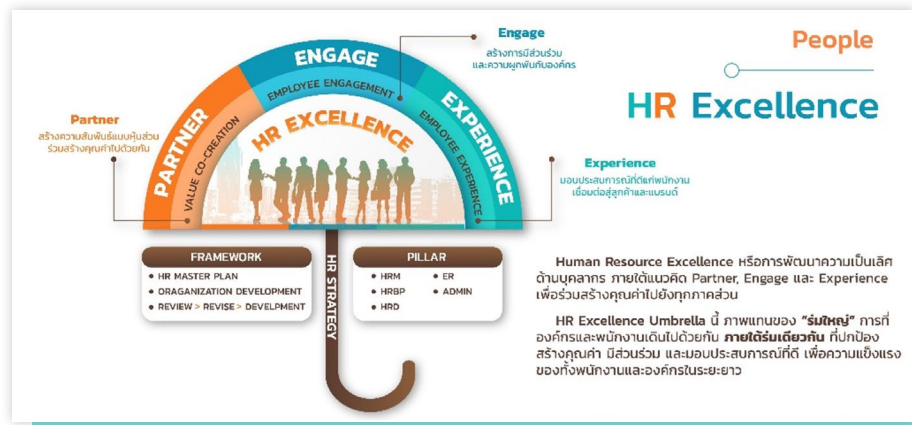 People
HR Excellence
Engage
สร้างการมีส่วนร่วม
และความผูกพันกับองค์กร
Partner
สร้างความสัมพันธ์แบบหุ้นส่วน
ร่วมสร้างคุณค่าไปด้วยกัน
Experience
มอบประสบการณ์ที่ดีแก่พนักงาน
เชื่อมต่อสู่ลูกค้าและแบรนด์
PARTNER
ENGAGE
EXPERIENCE
VALUE CO-CREATION
EMPLOYEE ENGAGEMENT
EMPLOYEE EXPERIENCE
HR EXCELLENCE
HR STRATEGY
FRAMEWORK
• HR MASTER PLAN
• ORAGANIZATION DEVELOPMENT
• REVIEW > REVISE > DEVELPMENT
PILLAR
• HRM • ER
• HRBP • ADMIN
• HRD
Human Resource Excellence หรือการพัฒนาความเป็นเลิศ
ด้านบุคลากร ภายใต้แนวคิด Partner, Engage และ Experience
เพื่อร่วมสร้างคุณค่าไปยังทุกภาคส่วน
HR Excellence Umbrella นี้ ภาพแทนของ “ร่มใหญ่” การที่
องค์กรและพนักงานเดินไปด้วยกัน ภายใต้ร่มเดียวกัน ที่ปกป้อง
สร้างคุณค่า มีส่วนร่วม และมอบประสบการณ์ที่ดี เพื่อความแข็งแรง
ของทั้งพนักงานและองค์กรในระยะยาว